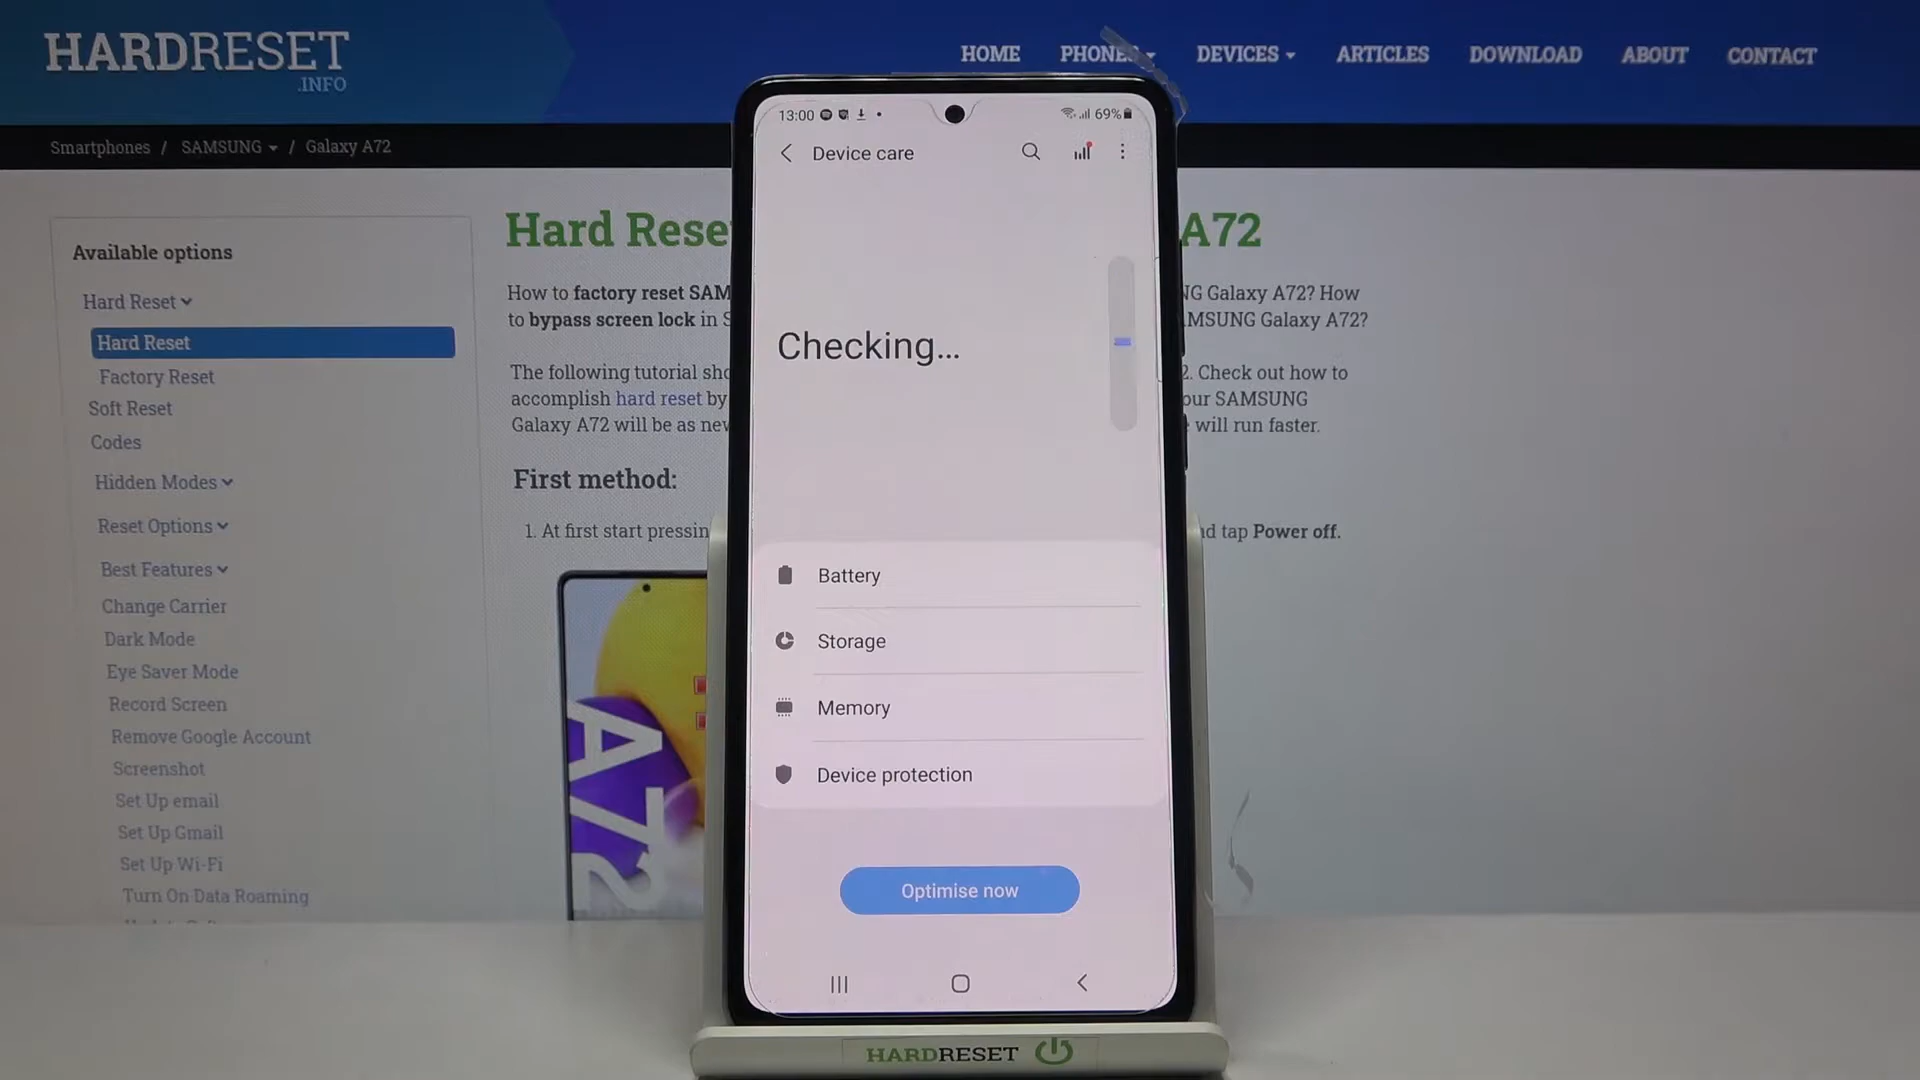 HARDRESET
.INFO
HOME PHONES DEVICES ARTICLES DOWNLOAD ABOUT CONTACT
Smartphones / SAMSUNG / Galaxy A72
Available options
Hard Reset
Hard Reset
Factory Reset
Soft Reset
Codes
Hidden Modes
Reset Options
Best Features
Change Carrier
Dark Mode
Eye Saver Mode
Record Screen
Remove Google Account
Screenshot
Set Up email
Set Up Gmail
Set Up Wi-Fi
Turn On Data Roaming
Hard Rese A72
How to factory reset SAM NG Galaxy A72? How
to bypass screen lock in S MSUNG Galaxy A72?
The following tutorial sho 2. Check out how to
accomplish hard reset by our SAMSUNG
Galaxy A72 will be as new will run faster.
First method:
1. At first start pressin nd tap Power off.
A72
13:00 69%
Device care
Checking...
Battery
Storage
Memory
Device protection
Optimise now
HARDRESET